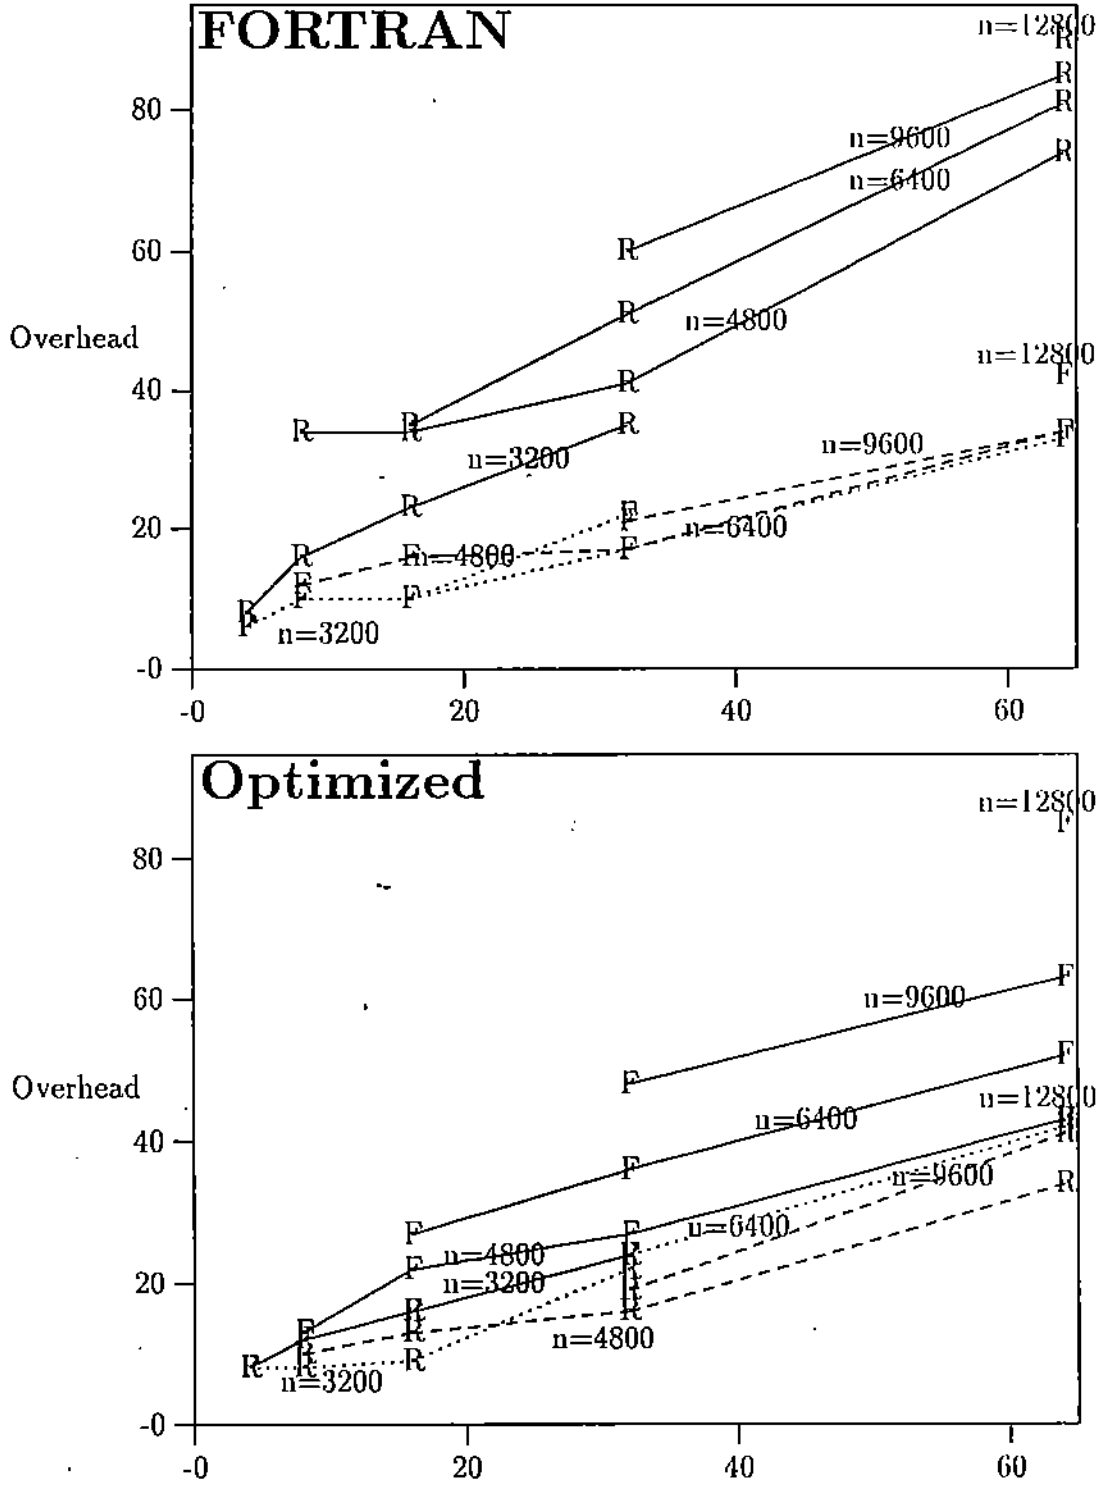 FORTRAN
n=12800
R
R
80
R
n=9600
R
n=6400
60
R
R
n=4800
Overhead
n=12800
40
R
F
R
R
R
R
F
n=9600
n=3200
R
F
20
F
n=6400
R
F
n=4800
F
F
F
F
R
F
n=3200
-0
-0
20
40
60
Optimized
n=12800
F
80
60
n=9600
F
F
F
Overhead
n=12800
n=6400
40
F
R
R
n=9600
R
F
F
n=6400
n=4800
R
F
20
n=3200
R
R
R
F
R
n=4800
R
R
R
R
n=3200
-0
-0
20
40
60